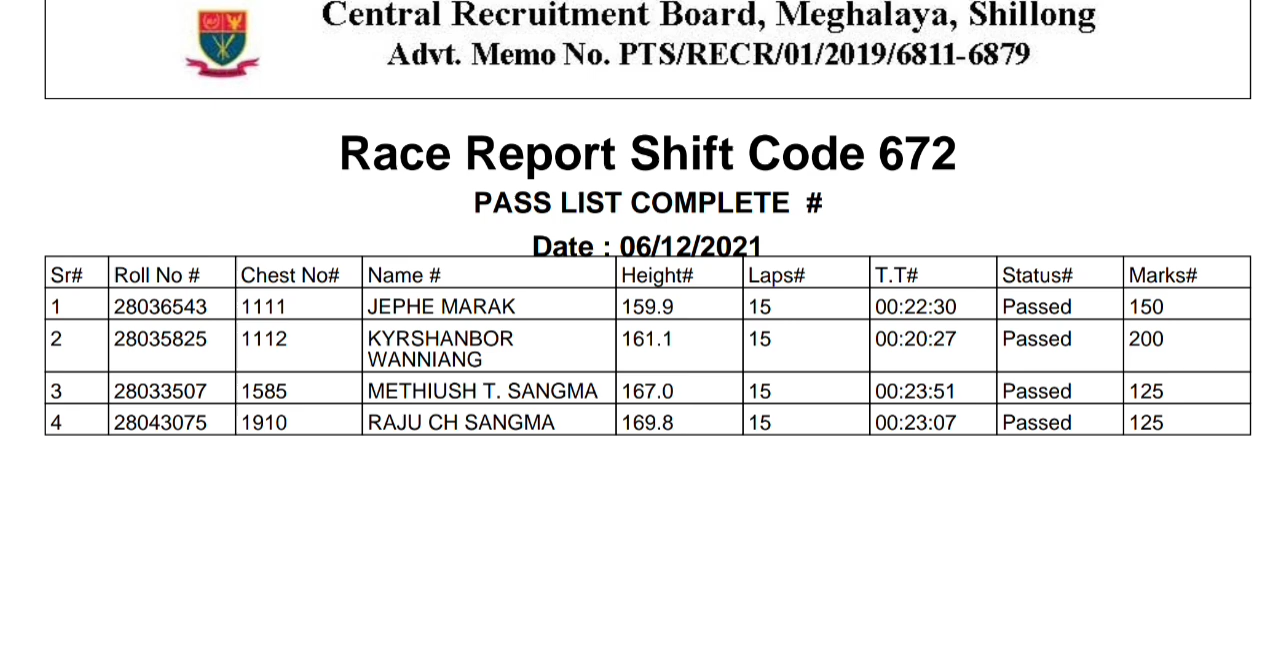 Central Recruitment Board, Meghalaya, Shillong
Advt. Memo No. PTS/RECR/01/2019/6811-6879
Race Report Shift Code 672
PASS LIST COMPLETE #
Date : 06/12/2021
Sr# Roll No # Chest No# Name # Height# Laps# T.T# Status# Marks#
1 28036543 1111 JEPHE MARAK 159.9 15 00:22:30 Passed 150
2 28035825 1112 KYRSHANBOR 161.1 15 00:20:27 Passed 200
WANNIANG
3 28033507 1585 METHIUSH T. SANGMA 167.0 15 00:23:51 Passed 125
4 28043075 1910 RAJU CH SANGMA 169.8 15 00:23:07 Passed 125